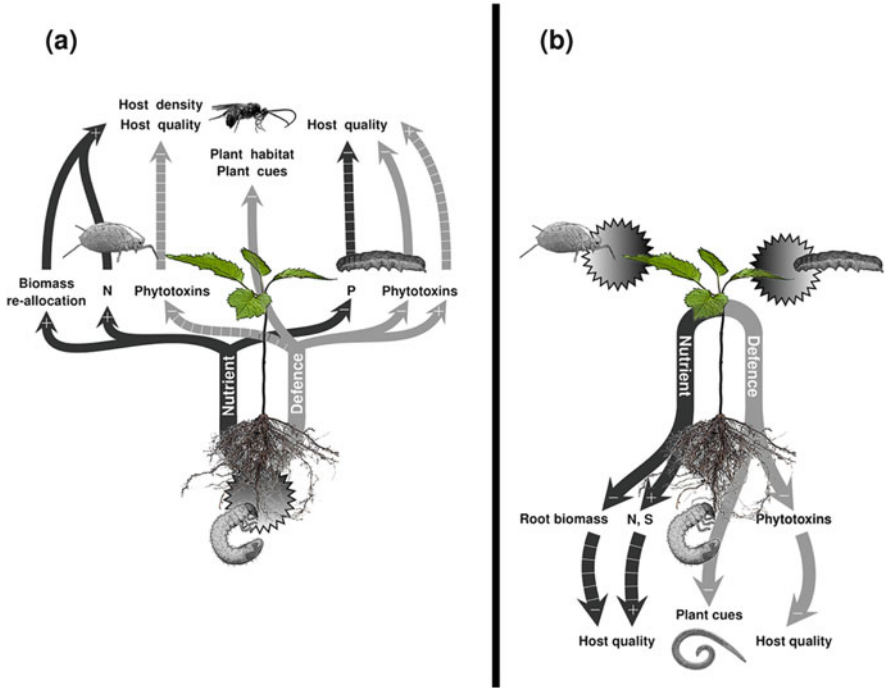 (a)
Host density
Host quality
Host quality
Plant habitat
Plant cues
Biomass
re-allocation
N
Phytotoxins
P
Phytotoxins
Nutrient
Defence
+
-
-
-
-
+
+
+
-
-
-
+
(b)
Nutrient
Defence
-
+
-
Root biomass
N, S
Phytotoxins
-
+
-
-
Plant cues
Host quality
Host quality